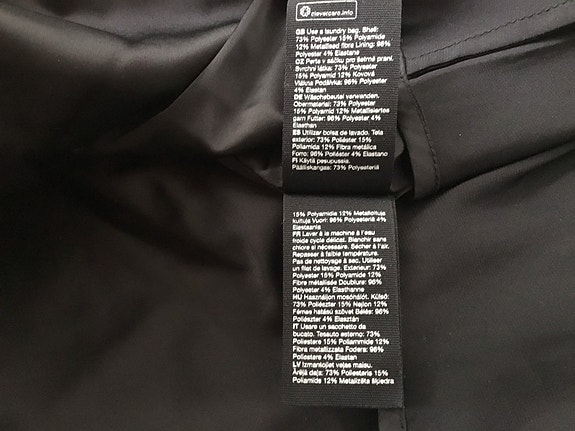 clevercare.info
GB Use a laundry bag. Shell:
73% Polyester 15% Polyamide
12% Metallised fibre Lining: 96%
Polyester 4% Elastane
CZ Perte v sáčku pro šetrné praní.
Svrchní látka: 73% Polyester
15% Polyamid 12% Kovová
vlákna Podšívka: 96% Polyester
4% Elastan
DE Wäschebeutel verwenden.
Obermaterial: 73% Polyester
15% Polyamid 12% Metallisiertes
garn Futter: 96% Polyester 4%
Elasthan
ES Utilizar bolsa de lavado. Tela
exterior: 73% Poliéster 15%
Poliamida 12% Fibra metálica
Forro: 96% Poliéster 4% Elastano
FI Käytä pesupussia.
Päälliskangas: 73% Polyesteriä
15% Polyamidia 12% Metalloituja
kuituja Vuori: 96% Polyesteriä 4%
Elastaania
FR Laver à la machine à l'eau
froide cycle délicat. Blanchir sans
chlore si nécessaire. Sécher à l'air.
Repasser à faible température.
Pas de nettoyage à sec. Utiliser
un filet de lavage. Extérieur: 73%
Polyester 15% Polyamide 12%
Fibre métallisée Doublure: 96%
Polyester 4% Elasthanne
HU Használjon mosóhálót. Külső:
73% Poliészter 15% Nejlon 12%
Fémes hatású szövet Bélés: 96%
Poliészter 4% Elasztán
IT Usare un sacchetto da
bucato. Tessuto esterno: 73%
Poliestere 15% Poliammide 12%
Fibra metallizzata Fodera: 96%
Poliestere 4% Elastan
LV Izmantojiet veļas maisu.
Ārējā daļa: 73% Poliesteris 15%
Poliamīds 12% Metalizēta šķiedra